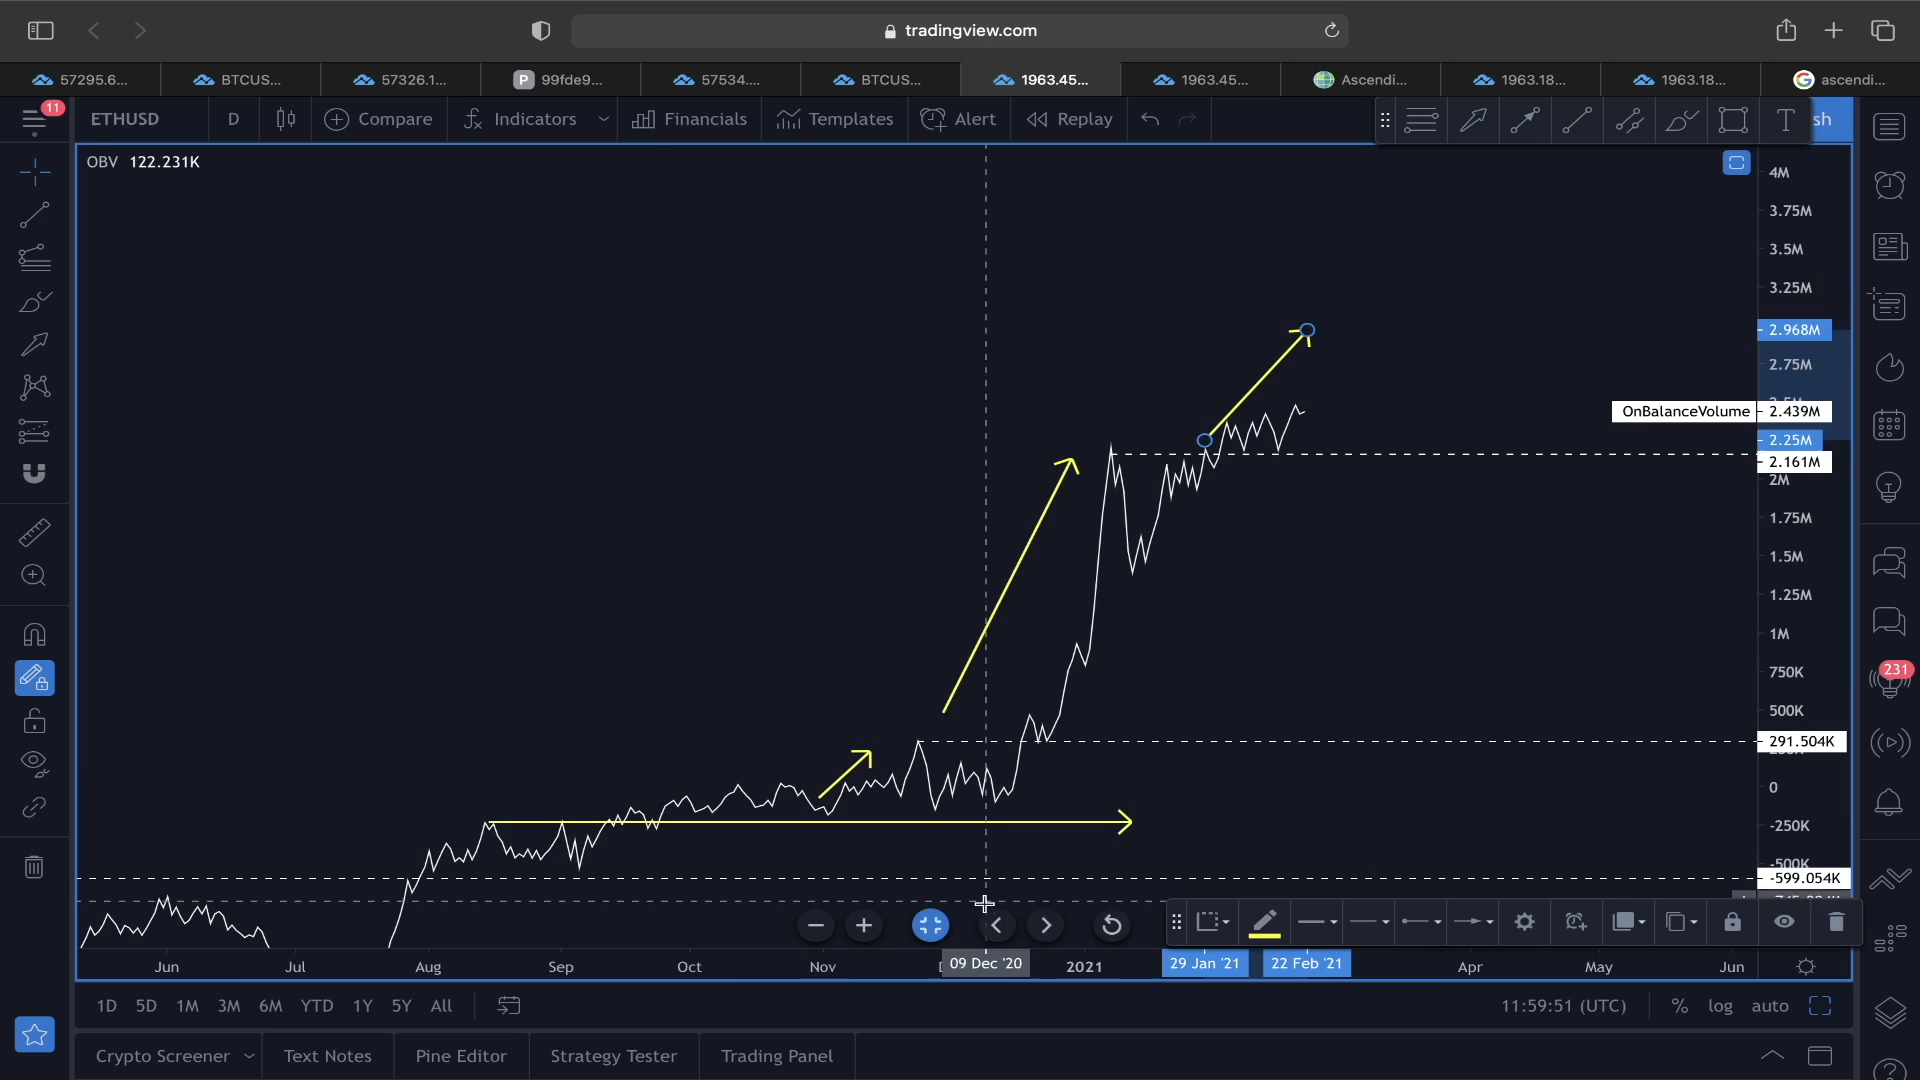 tradingview.com
57295.6... BTCUS... 57326.1... 99fde9... 57534.... BTCUS... 1963.45... 1963.45... Ascendi... 1963.18... 1963.18... ascendi...
11 ETHUSD D Compare Indicators Financials Templates Alert Replay T sh
OBV 122.231K
4M
3.75M
3.5M
3.25M
2.968M
2.75M
OnBalanceVolume 2.439M
2.25M
2.161M
2M
1.75M
1.5M
1.25M
1M
231
750K
500K
291.504K
0
-250K
-500K
-599.054K
Jun Jul Aug Sep Oct Nov 09 Dec '20 2021 29 Jan '21 22 Feb '21 Apr May Jun
1D 5D 1M 3M 6M YTD 1Y 5Y All 11:59:51 (UTC) % log auto
Crypto Screener Text Notes Pine Editor Strategy Tester Trading Panel